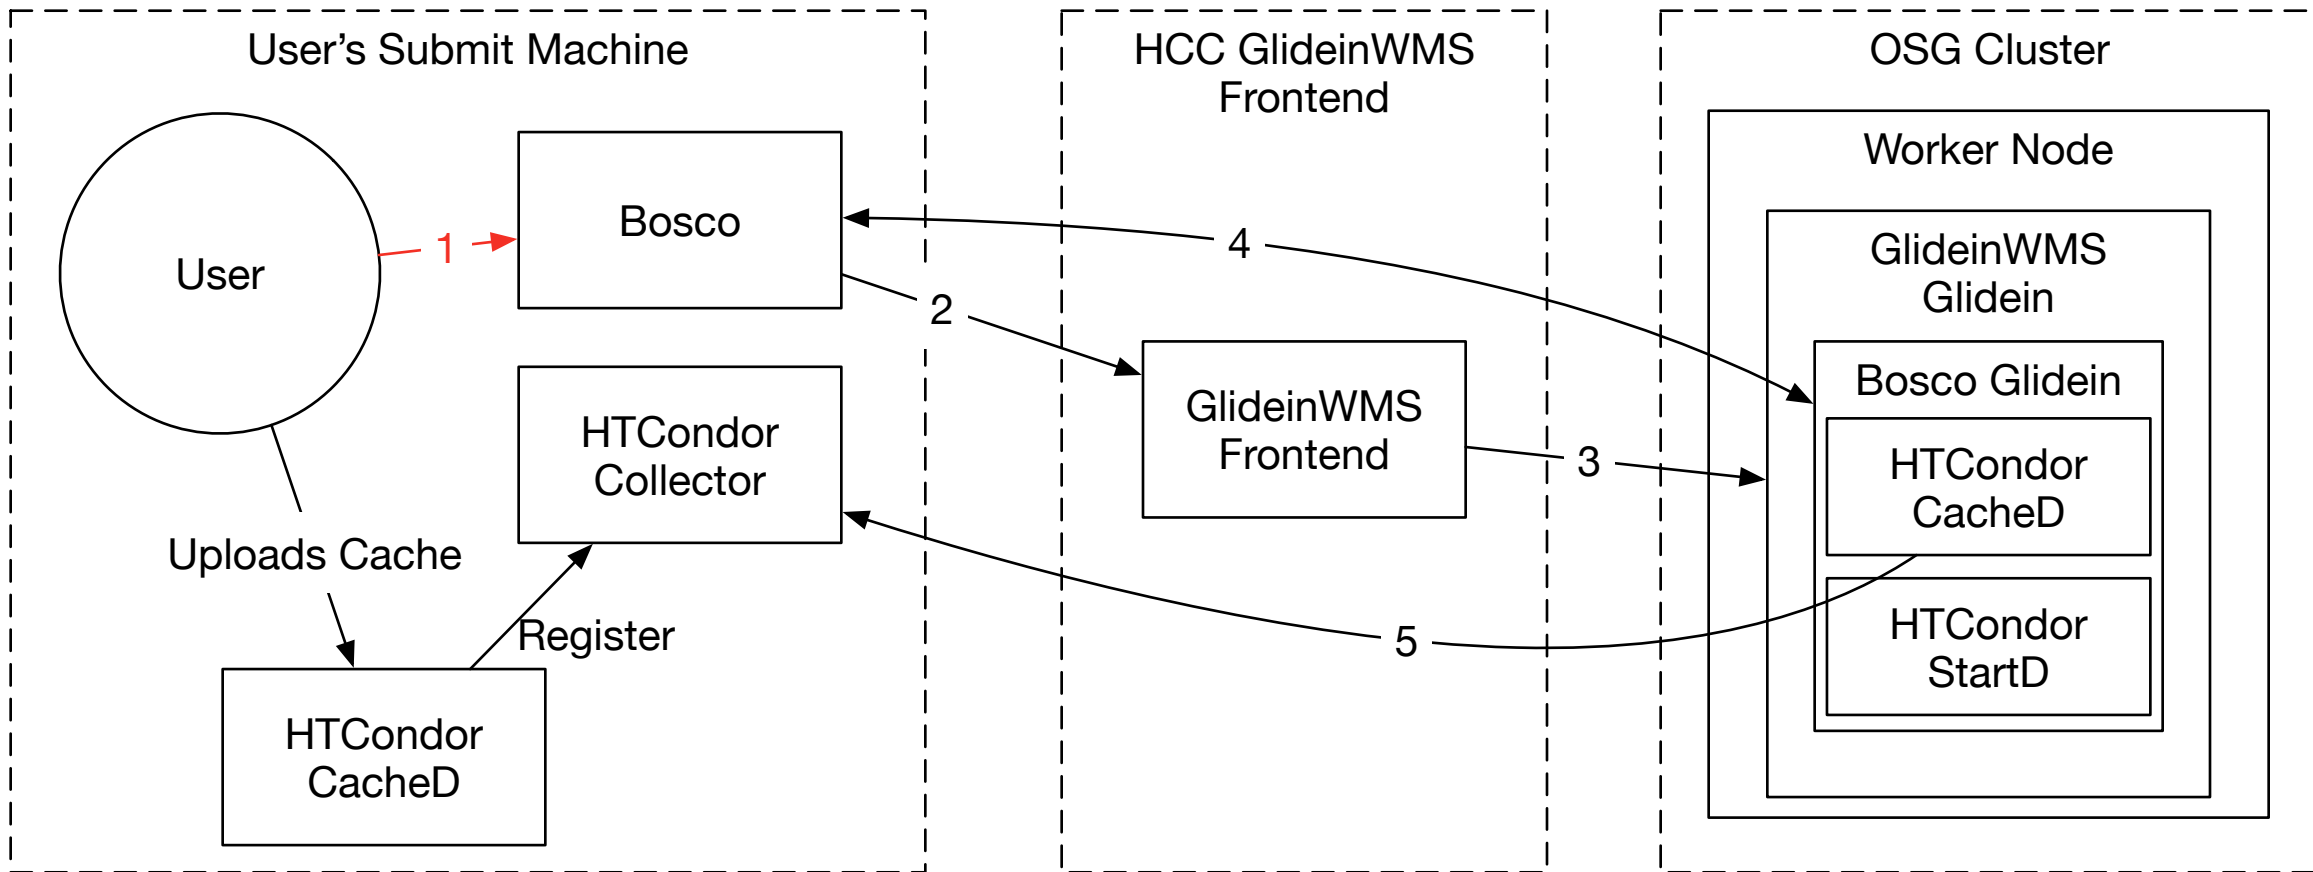 User's Submit Machine
User
1
Bosco
2
HTCondor
Collector
Uploads Cache
Register
HTCondor
CacheD
HCC GlideinWMS
Frontend
4
GlideinWMS
Frontend
3
5
OSG Cluster
Worker Node
GlideinWMS
Glidein
Bosco Glidein
HTCondor
CacheD
HTCondor
StartD